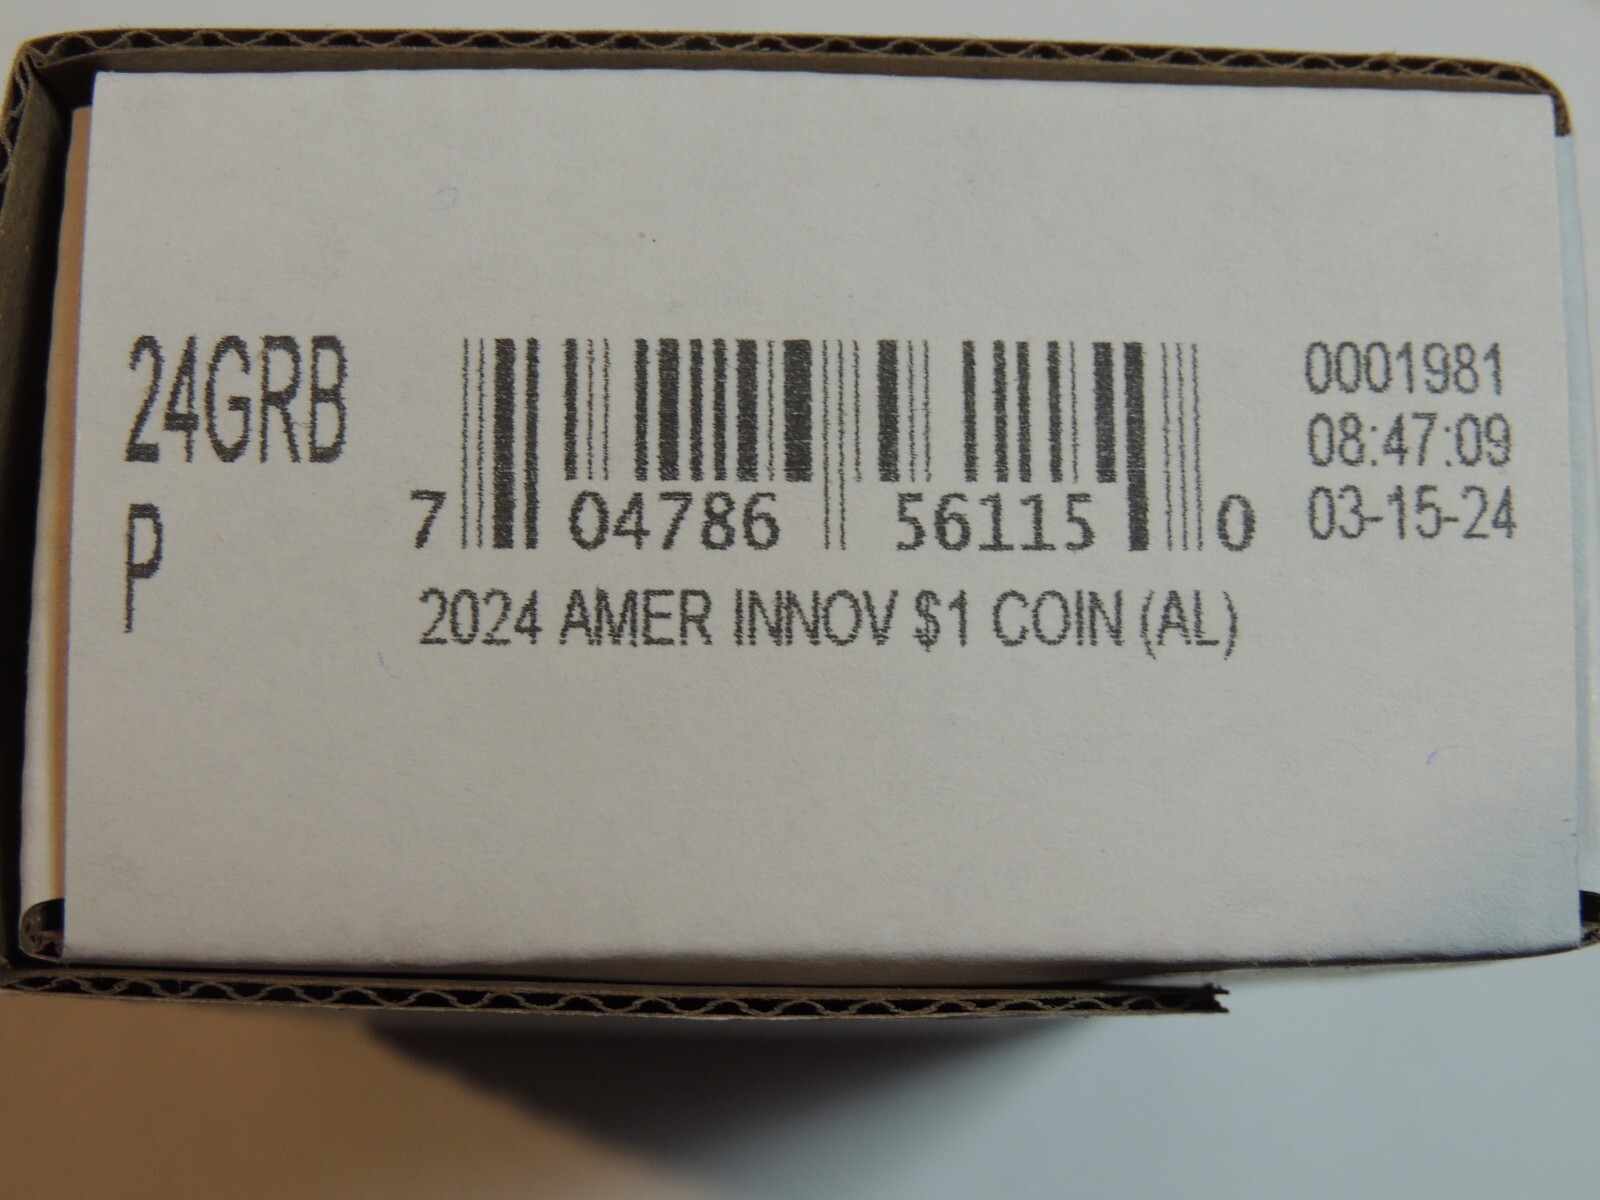 24GRB
P
7 04786 56115 0
2024 AMER INNOV $1 COIN (AL)
0001981
08:47:09
03-15-24